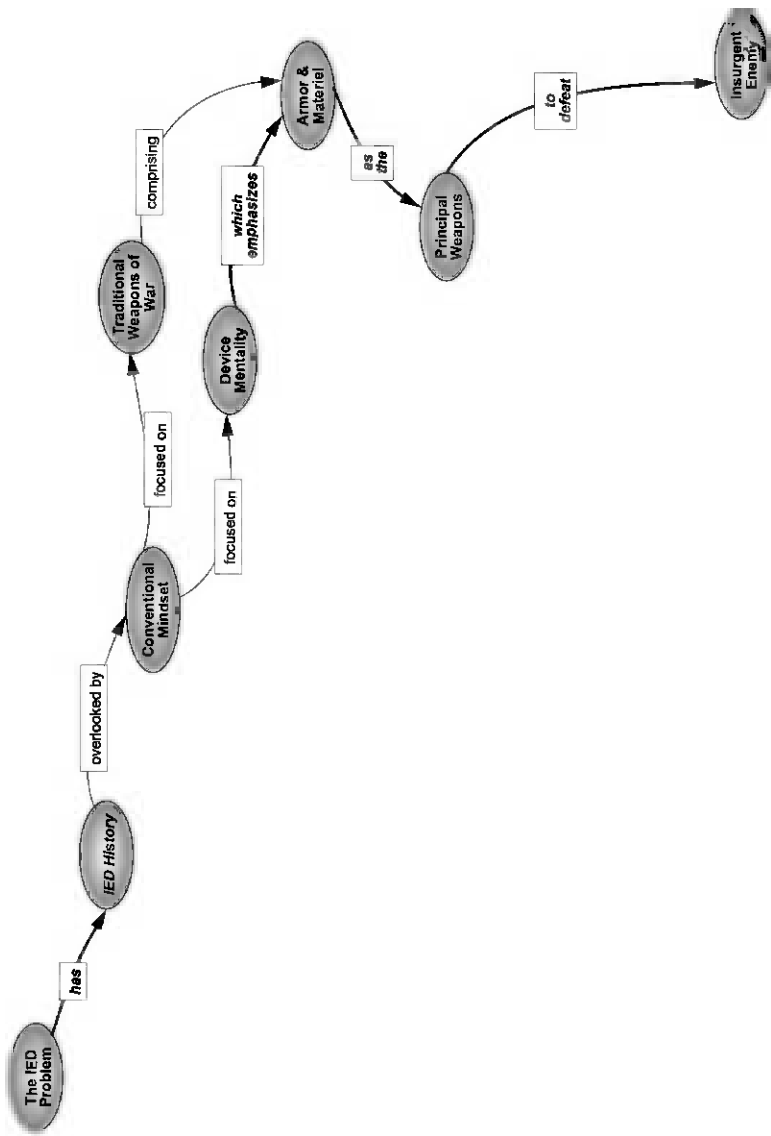 The IED
Problem
has
IED History
overlooked by
Conventional
Mindset
focused on
Traditional
Weapons of
War
comprising
focused on
Device
Mentality
which
emphasizes
Armor &
Materiel
as
the
Principal
Weapons
to
defeat
Insurgent
Enemy